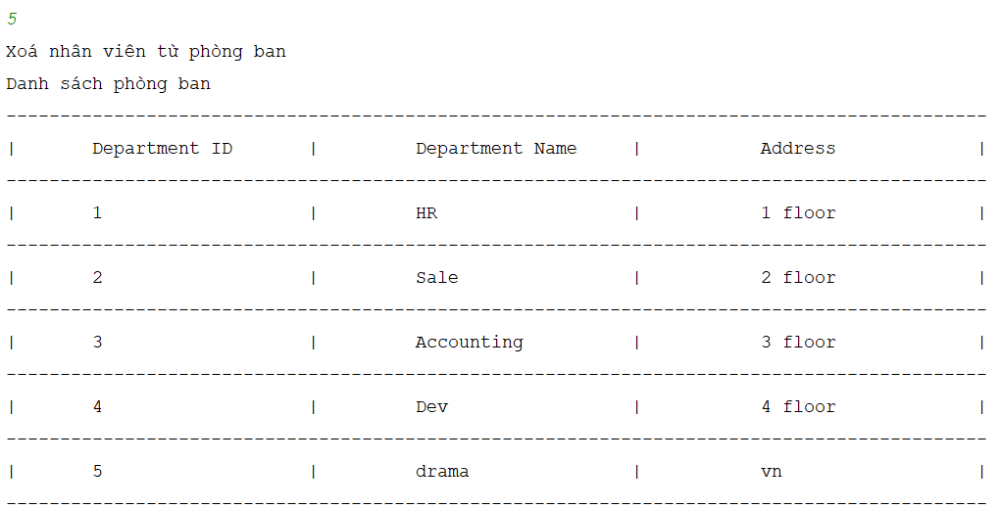 5
Xoá nhân viên từ phòng ban
Danh sách phòng ban
-------------------------------------------------------------------------------------------
|       Department ID       |         Department Name     |           Address             |
-------------------------------------------------------------------------------------------
|       1                   |         HR                  |           1 floor             |
-------------------------------------------------------------------------------------------
|       2                   |         Sale                |           2 floor             |
-------------------------------------------------------------------------------------------
|       3                   |         Accounting          |           3 floor             |
-------------------------------------------------------------------------------------------
|       4                   |         Dev                 |           4 floor             |
-------------------------------------------------------------------------------------------
|       5                   |         drama               |           vn                  |
-------------------------------------------------------------------------------------------